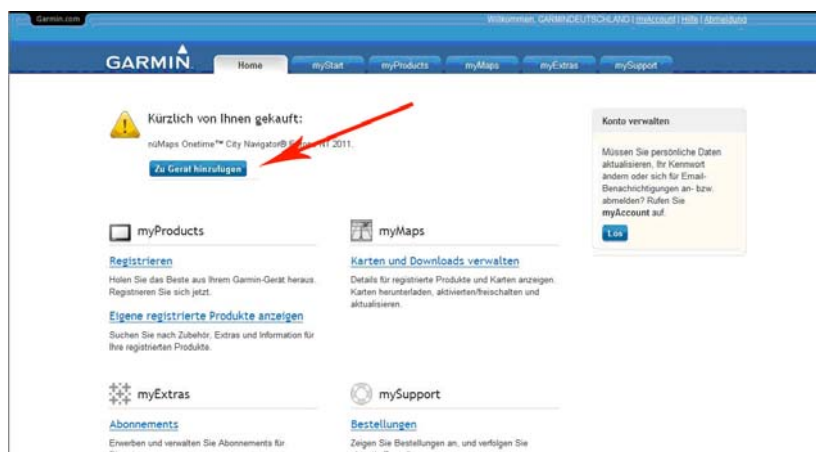 Garmin.com
Willkommen, GARMINDEUTSCHLAND | myAccount | Hilfe | Abmeldung
GARMIN
Home myStart myProducts myMaps myExtras mySupport
Kürzlich von Ihnen gekauft:
nüMaps Onetime™ City Navigator® NT 2011.
Zu Gerät hinzufügen
Konto verwalten
Müssen Sie persönliche Daten
aktualisieren, Ihr Kennwort
ändern oder sich für Email-
Benachrichtigungen an- bzw.
abmelden? Rufen Sie
myAccount auf.
Los
myProducts
Registrieren
Holen Sie das Beste aus Ihrem Garmin-Gerät heraus.
Registrieren Sie sich jetzt.
Eigene registrierte Produkte anzeigen
Suchen Sie nach Zubehör, Extras und Information für
Ihre registrierten Produkte.
myMaps
Karten und Downloads verwalten
Details für registrierte Produkte und Karten anzeigen.
Karten herunterladen, aktivierten/freischalten und
aktualisieren.
myExtras
Abonnements
Erwerben und verwalten Sie Abonnements für
mySupport
Bestellungen
Zeigen Sie Bestellungen an, und verfolgen Sie